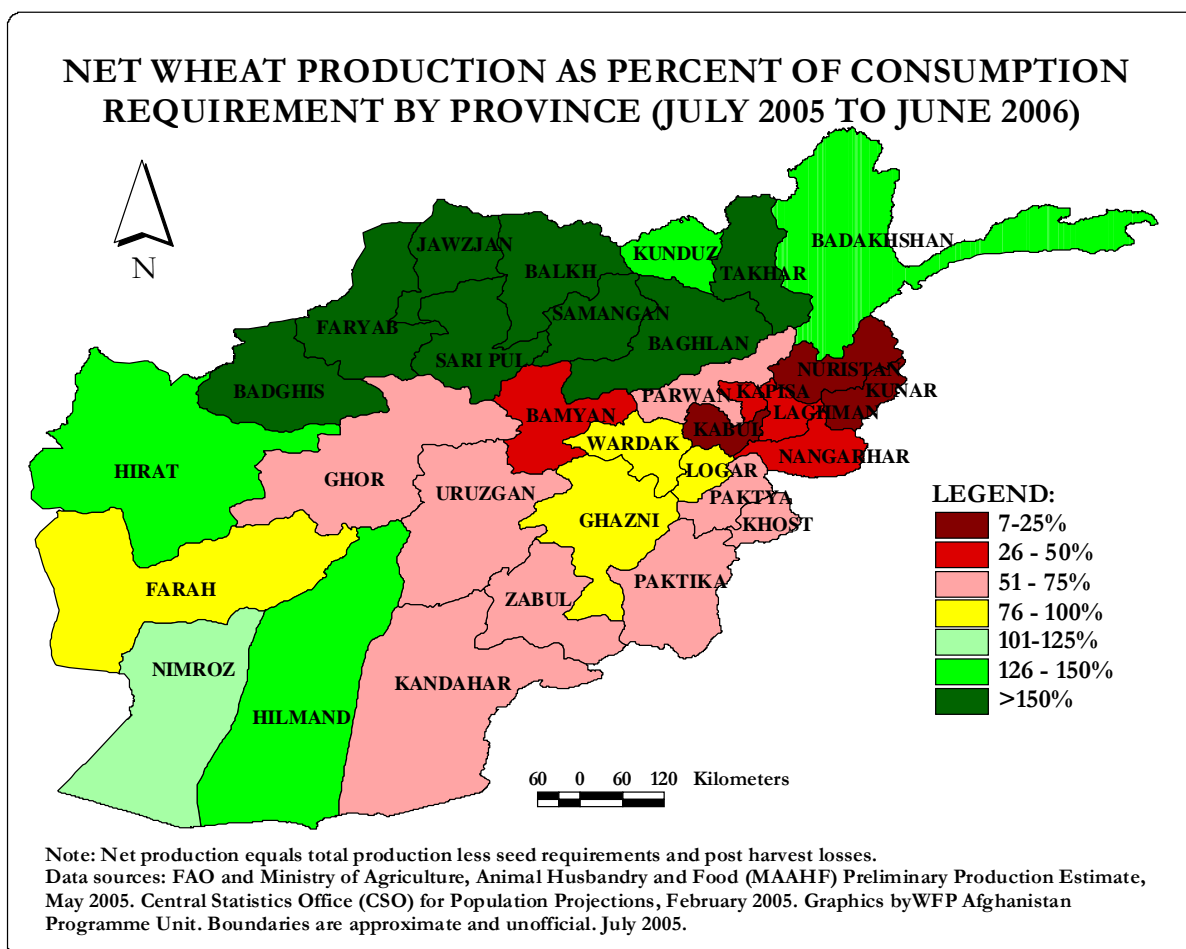 NET WHEAT PRODUCTION AS PERCENT OF CONSUMPTION
REQUIREMENT BY PROVINCE (JULY 2005 TO JUNE 2006)
N
JAWZJAN
BALKH
KUNDUZ
TAKHAR
BADAKHSHAN
FARYAB
SAMANGAN
SARI PUL
BAGHLAN
BADGHIS
NURISTAN
PARWAN
KAPISA
KUNAR
BAMYAN
LAGHMAN
KABUL
WARDAK
NANGARHAR
HIRAT
GHOR
LOGAR
URUZGAN
PAKTYA
GHAZNI
KHOST
FARAH
ZABUL
PAKTIKA
NIMROZ
KANDAHAR
HILMAND
LEGEND:
7-25%
26 - 50%
51 - 75%
76 - 100%
101-125%
126 - 150%
>150%
60 0 60 120 Kilometers
Note: Net production equals total production less seed requirements and post harvest losses.
Data sources: FAO and Ministry of Agriculture, Animal Husbandry and Food (MAAHF) Preliminary Production Estimate,
May 2005. Central Statistics Office (CSO) for Population Projections, February 2005. Graphics byWFP Afghanistan
Programme Unit. Boundaries are approximate and unofficial. July 2005.